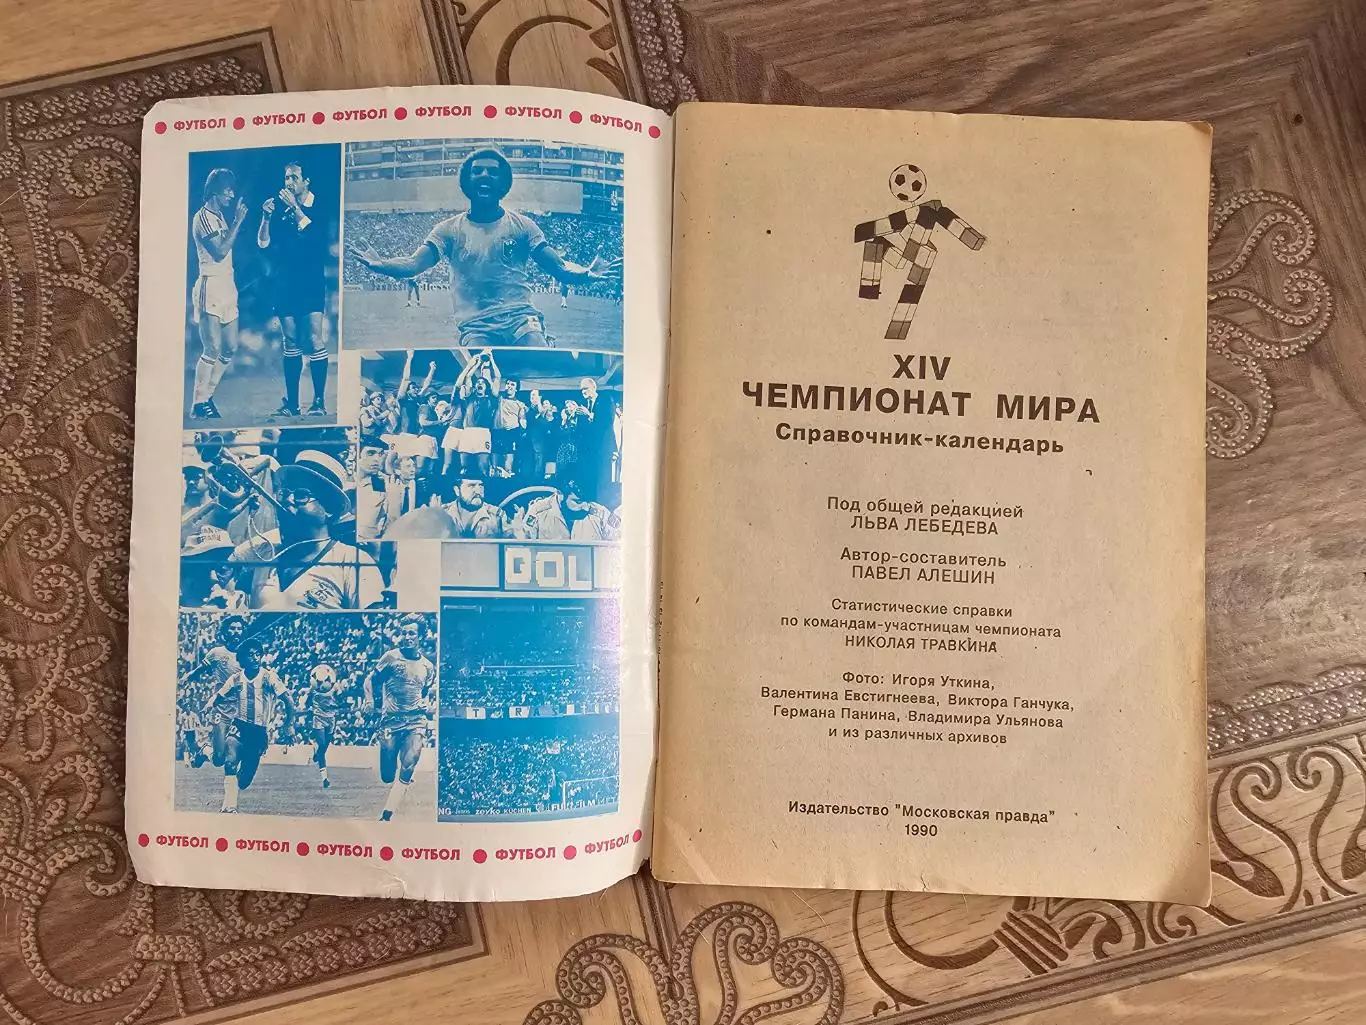 ФУТБОЛ ФУТБОЛ ФУТБОЛ ФУТБОЛ ФУТБОЛ ФУТБОЛ
GOL
zeyko KÜCHEN
ФУТБОЛ ФУТБОЛ ФУТБОЛ ФУТБОЛ ФУТБОЛ ФУТБОЛ
XIV
ЧЕМПИОНАТ МИРА
Справочник-календарь
Под общей редакцией
ЛЬВА ЛЕБЕДЕВА
Автор-составитель
ПАВЕЛ АЛЕШИН
Статистические справки
по командам-участницам чемпионата
НИКОЛАЯ ТРАВКИНА
Фото: Игоря Уткина,
Валентина Евстигнеева, Виктора Ганчука,
Германа Панина, Владимира Ульянова
и из различных архивов
Издательство "Московская правда"
1990